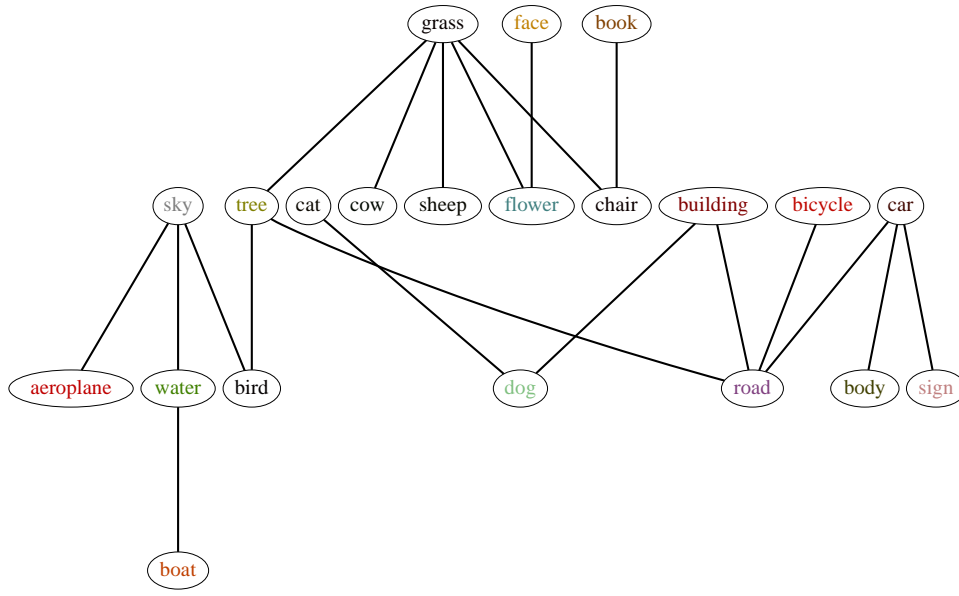 grass face book
sky tree cat cow sheep flower chair building bicycle car
aeroplane water bird dog road body sign
boat